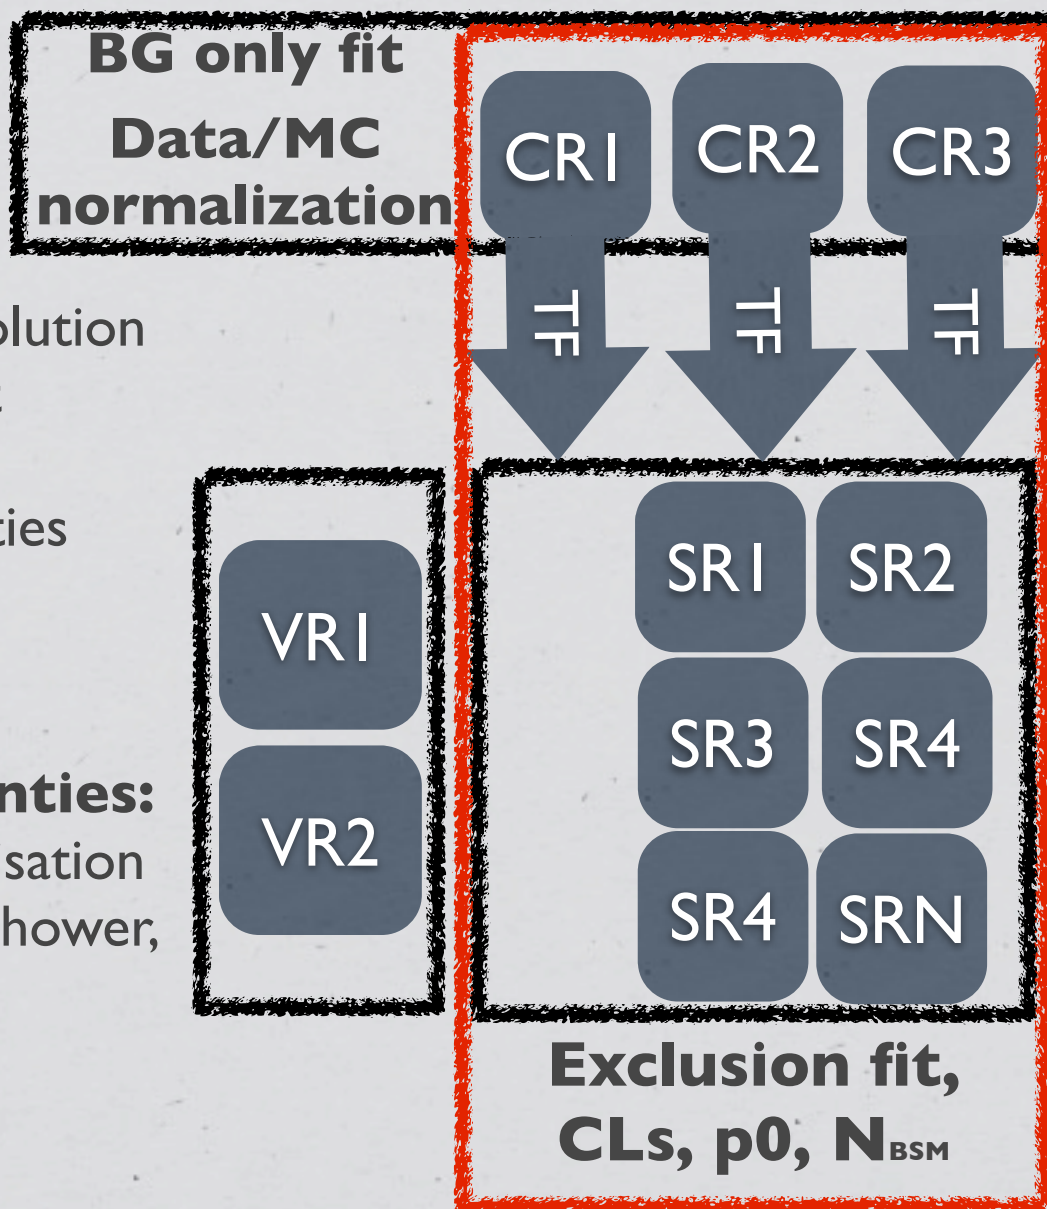 BG only fit
Data/MC
normalization
CR1 CR2 CR3
TF TF TF
olution
ties
nties:
isation
hower,
VR1
VR2
SR1 SR2
SR3 SR4
SR4 SRN
Exclusion fit,
CLs, p0, NBSM